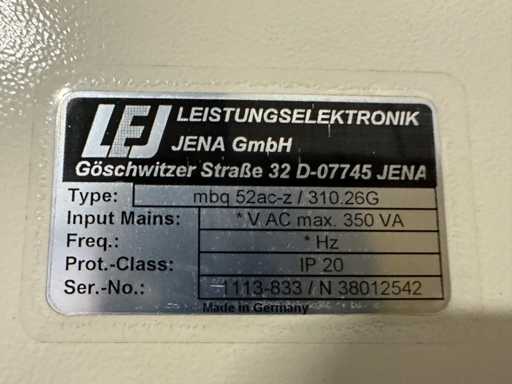 LEJ LEISTUNGSELEKTRONIK
JENA GmbH
Göschwitzer Straße 32 D-07745 JENA
Type: mbq 52ac-z / 310.26G
Input Mains: * V AC max. 350 VA
Freq.: * Hz
Prot.-Class: IP 20
Ser.-No.: 1113-833 / N 38012542
Made in Germany